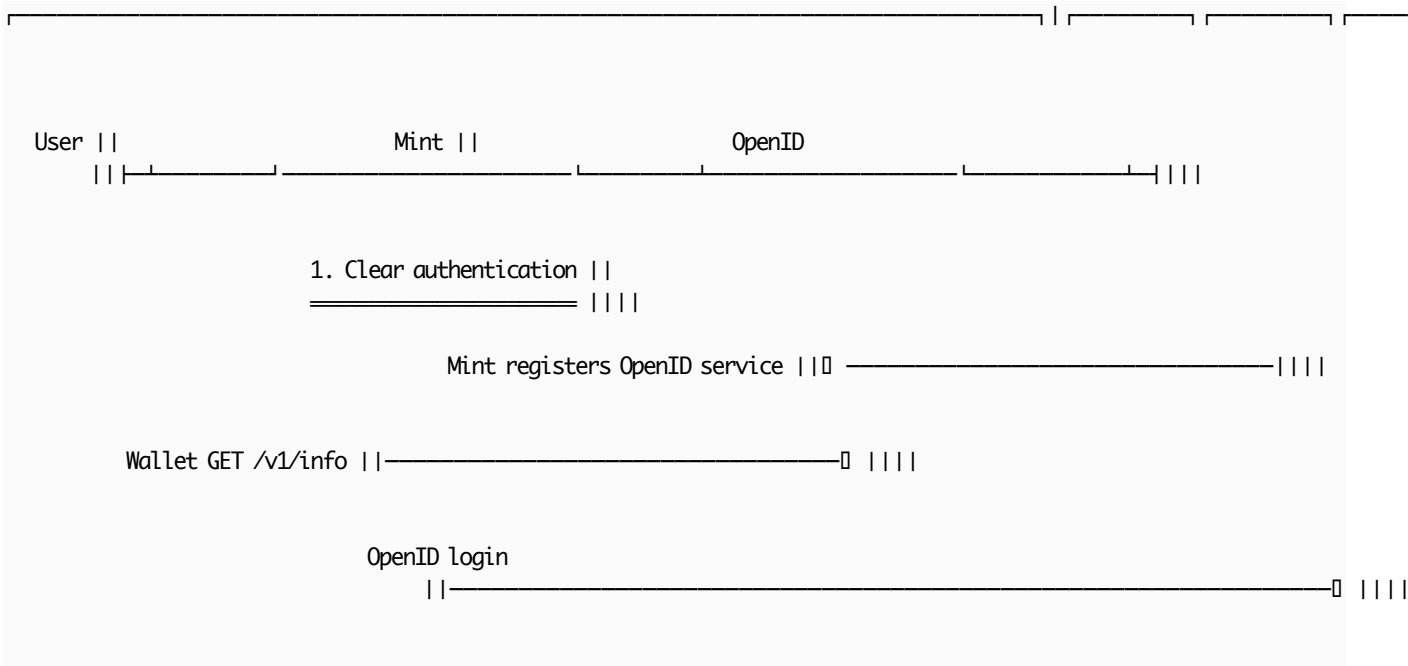 User || Mint || OpenID
1. Clear authentication ||
||||
Mint registers OpenID service || ||||
Wallet GET /v1/info || ||||
OpenID login
|| ||||